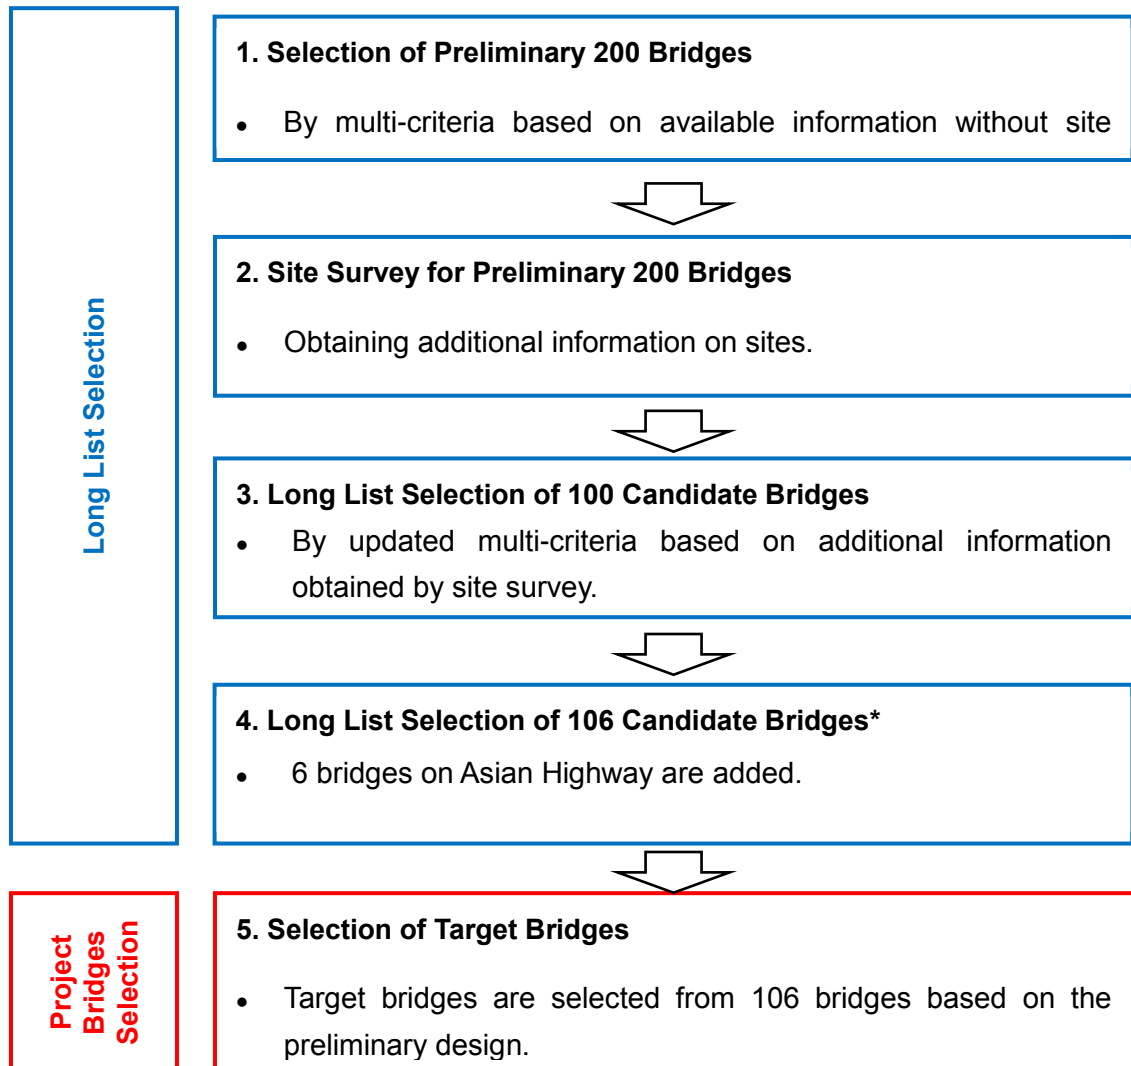 Long List Selection
1. Selection of Preliminary 200 Bridges
• By multi-criteria based on available information without site
2. Site Survey for Preliminary 200 Bridges
• Obtaining additional information on sites.
3. Long List Selection of 100 Candidate Bridges
• By updated multi-criteria based on additional information
obtained by site survey.
4. Long List Selection of 106 Candidate Bridges*
• 6 bridges on Asian Highway are added.
Project
Bridges
Selection
5. Selection of Target Bridges
• Target bridges are selected from 106 bridges based on the
preliminary design.